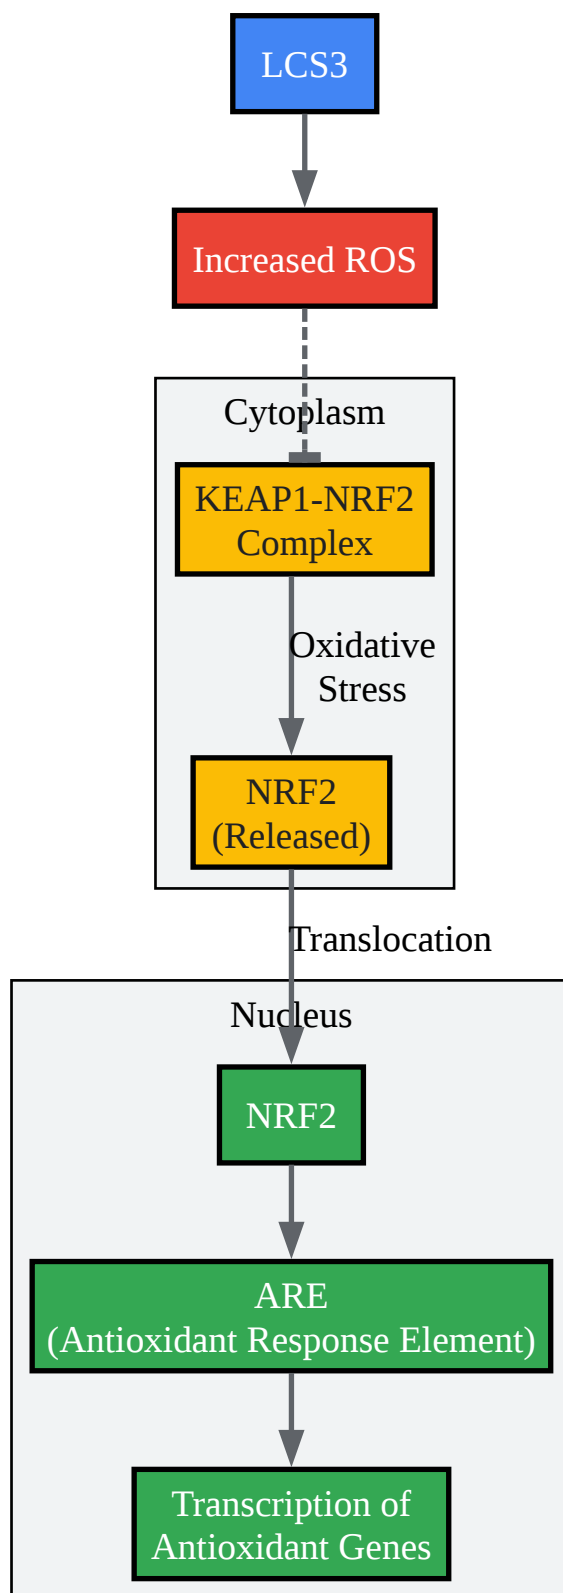 LCS3
Increased ROS
Cytoplasm
KEAP1-NRF2
Complex
Oxidative
Stress
NRF2
(Released)
Translocation
Nucleus
NRF2
ARE
(Antioxidant Response Element)
Transcription of
Antioxidant Genes